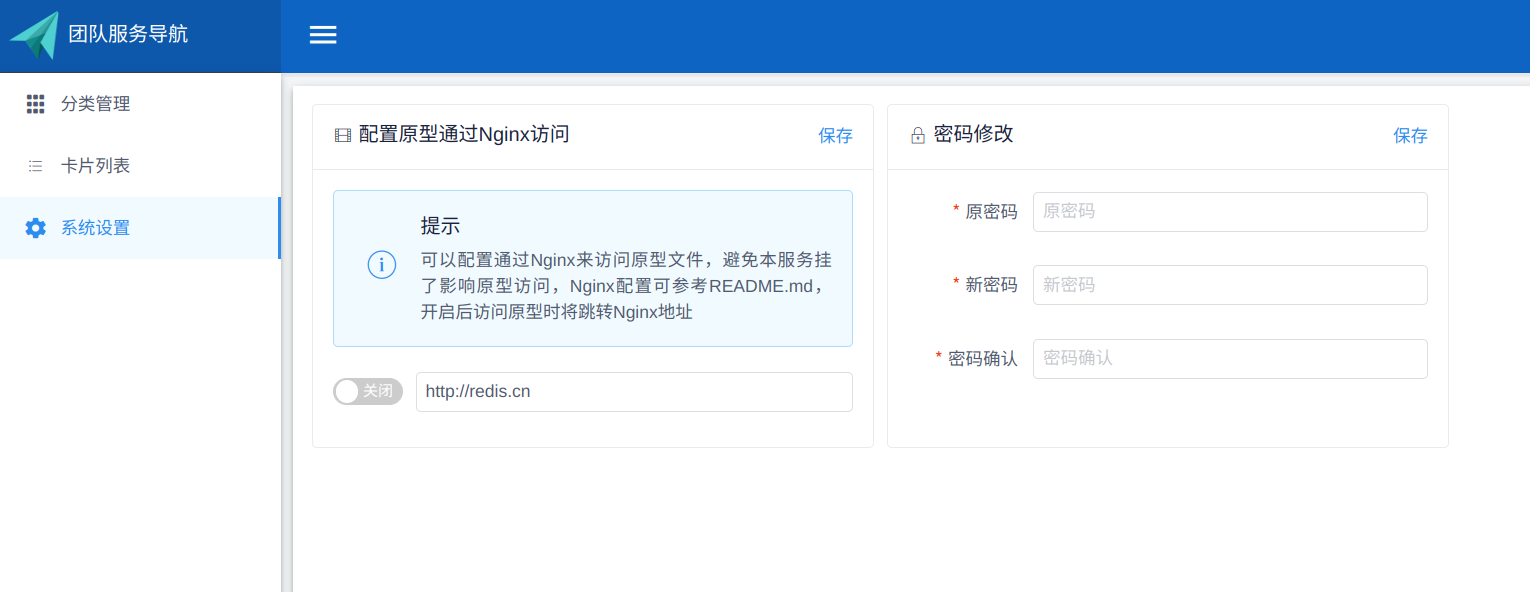 团队服务导航
分类管理
卡片列表
系统设置
配置原型通过Nginx访问
保存
提示
可以配置通过Nginx来访问原型文件，避免本服务挂
了影响原型访问，Nginx配置可参考README.md，
开启后访问原型时将跳转Nginx地址
关闭
http://redis.cn
密码修改
保存
* 原密码
原密码
* 新密码
新密码
* 密码确认
密码确认